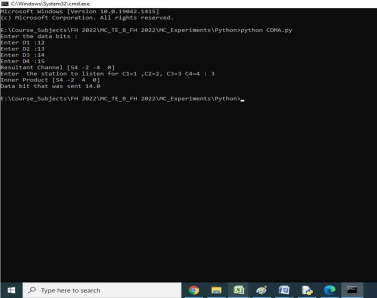 C:\Windows\System32\cmd.exe
Microsoft Windows [Version 10.0.19042.1415]
(c) Microsoft Corporation. All rights reserved.
E:\Course_Subjects\FH 2022\MC_TE_B_FH 2022\MC_Experiments\Python>python CDMA.py
Enter the data bits :
Enter D1 :12
Enter D2 :13
Enter D3 :14
Enter D4 :15
Resultant Channel [54 -2 -4  0]
Enter  the station to listen for C1=1 ,C2=2, C3=3 C4=4 : 3
Inner Product [54 -2  4  0]
Data bit that was sent 14.0
E:\Course_Subjects\FH 2022\MC_TE_B_FH 2022\MC_Experiments\Python>
Type here to search